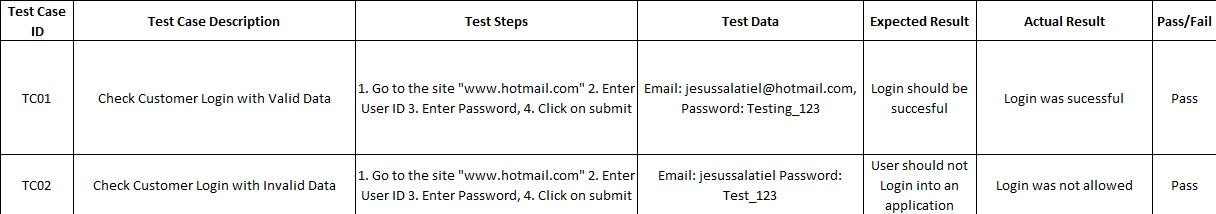 Test Case ID Test Case Description Test Steps Test Data Expected Result Actual Result Pass/Fail
TC01
Check Customer Login with Valid Data
1. Go to the site "www.hotmail.com" 2. Enter
User ID 3. Enter Password, 4. Click on submit
Email: jesussalatiel@hotmail.com,
Password: Testing_123
Login should be
succesful
Login was sucessful
Pass
TC02
Check Customer Login with Invalid Data
1. Go to the site "www.hotmail.com" 2. Enter
User ID 3. Enter Password, 4. Click on submit
Email: jesussalatiel Password:
Test_123
User should not
Login into an
application
Login was not allowed
Pass